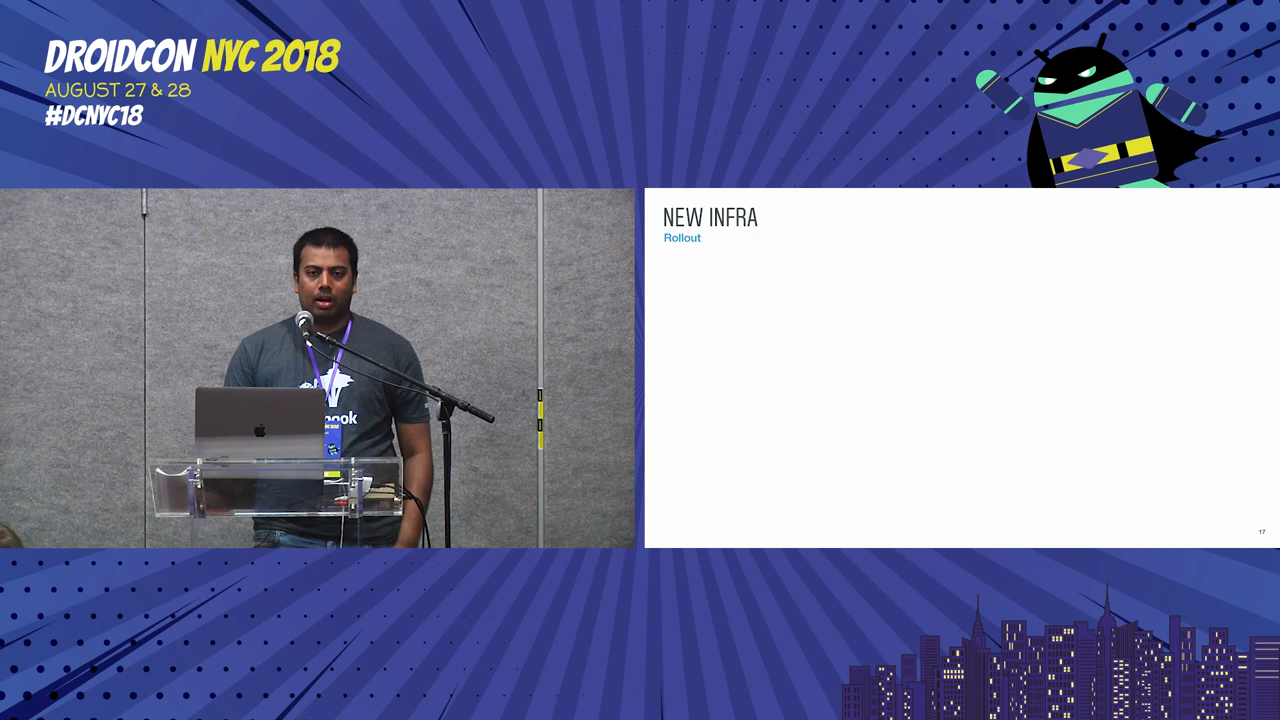 DROIDCON NYC 2018
AUGUST 27 & 28
#DCNYC18
NEW INFRA
Rollout
17